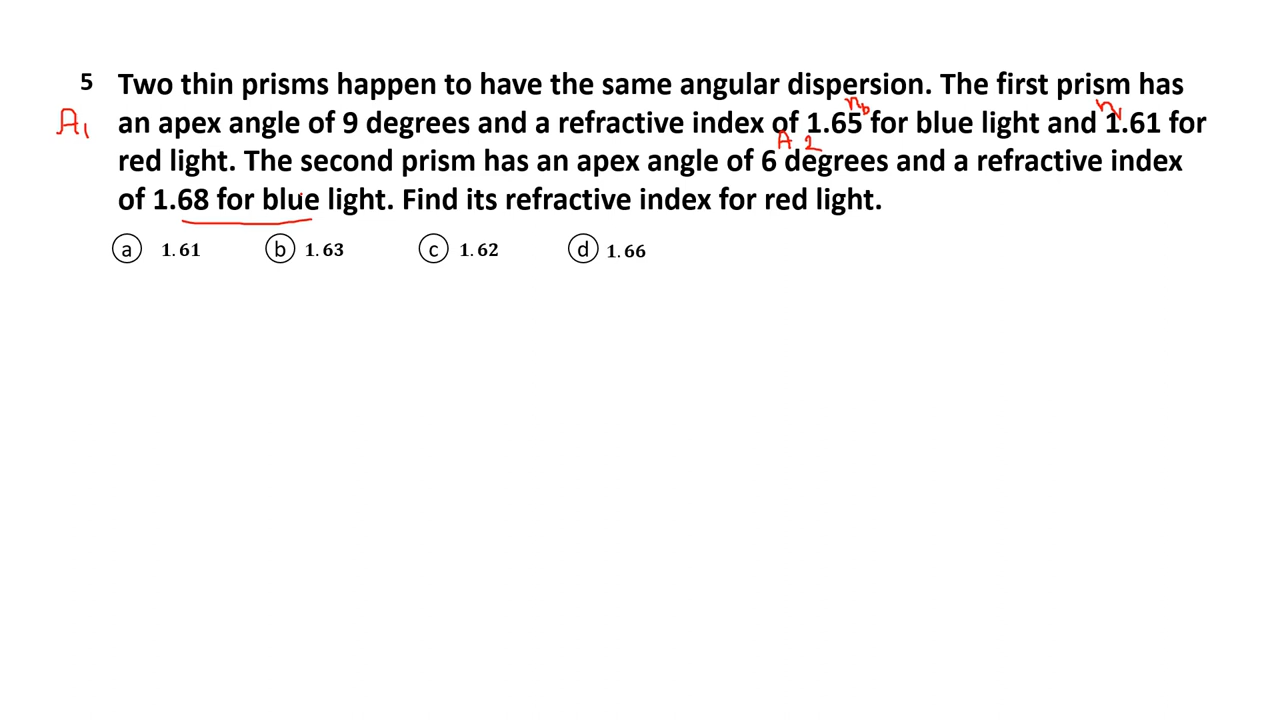 5 Two thin prisms happen to have the same angular dispersion. The first prism has
n_b n_r
A₁ an apex angle of 9 degrees and a refractive index of 1.65 for blue light and 1.61 for
A 2
red light. The second prism has an apex angle of 6 degrees and a refractive index
of 1.68 for blue light. Find its refractive index for red light.
a 1.61 b 1.63 c 1.62 d 1.66